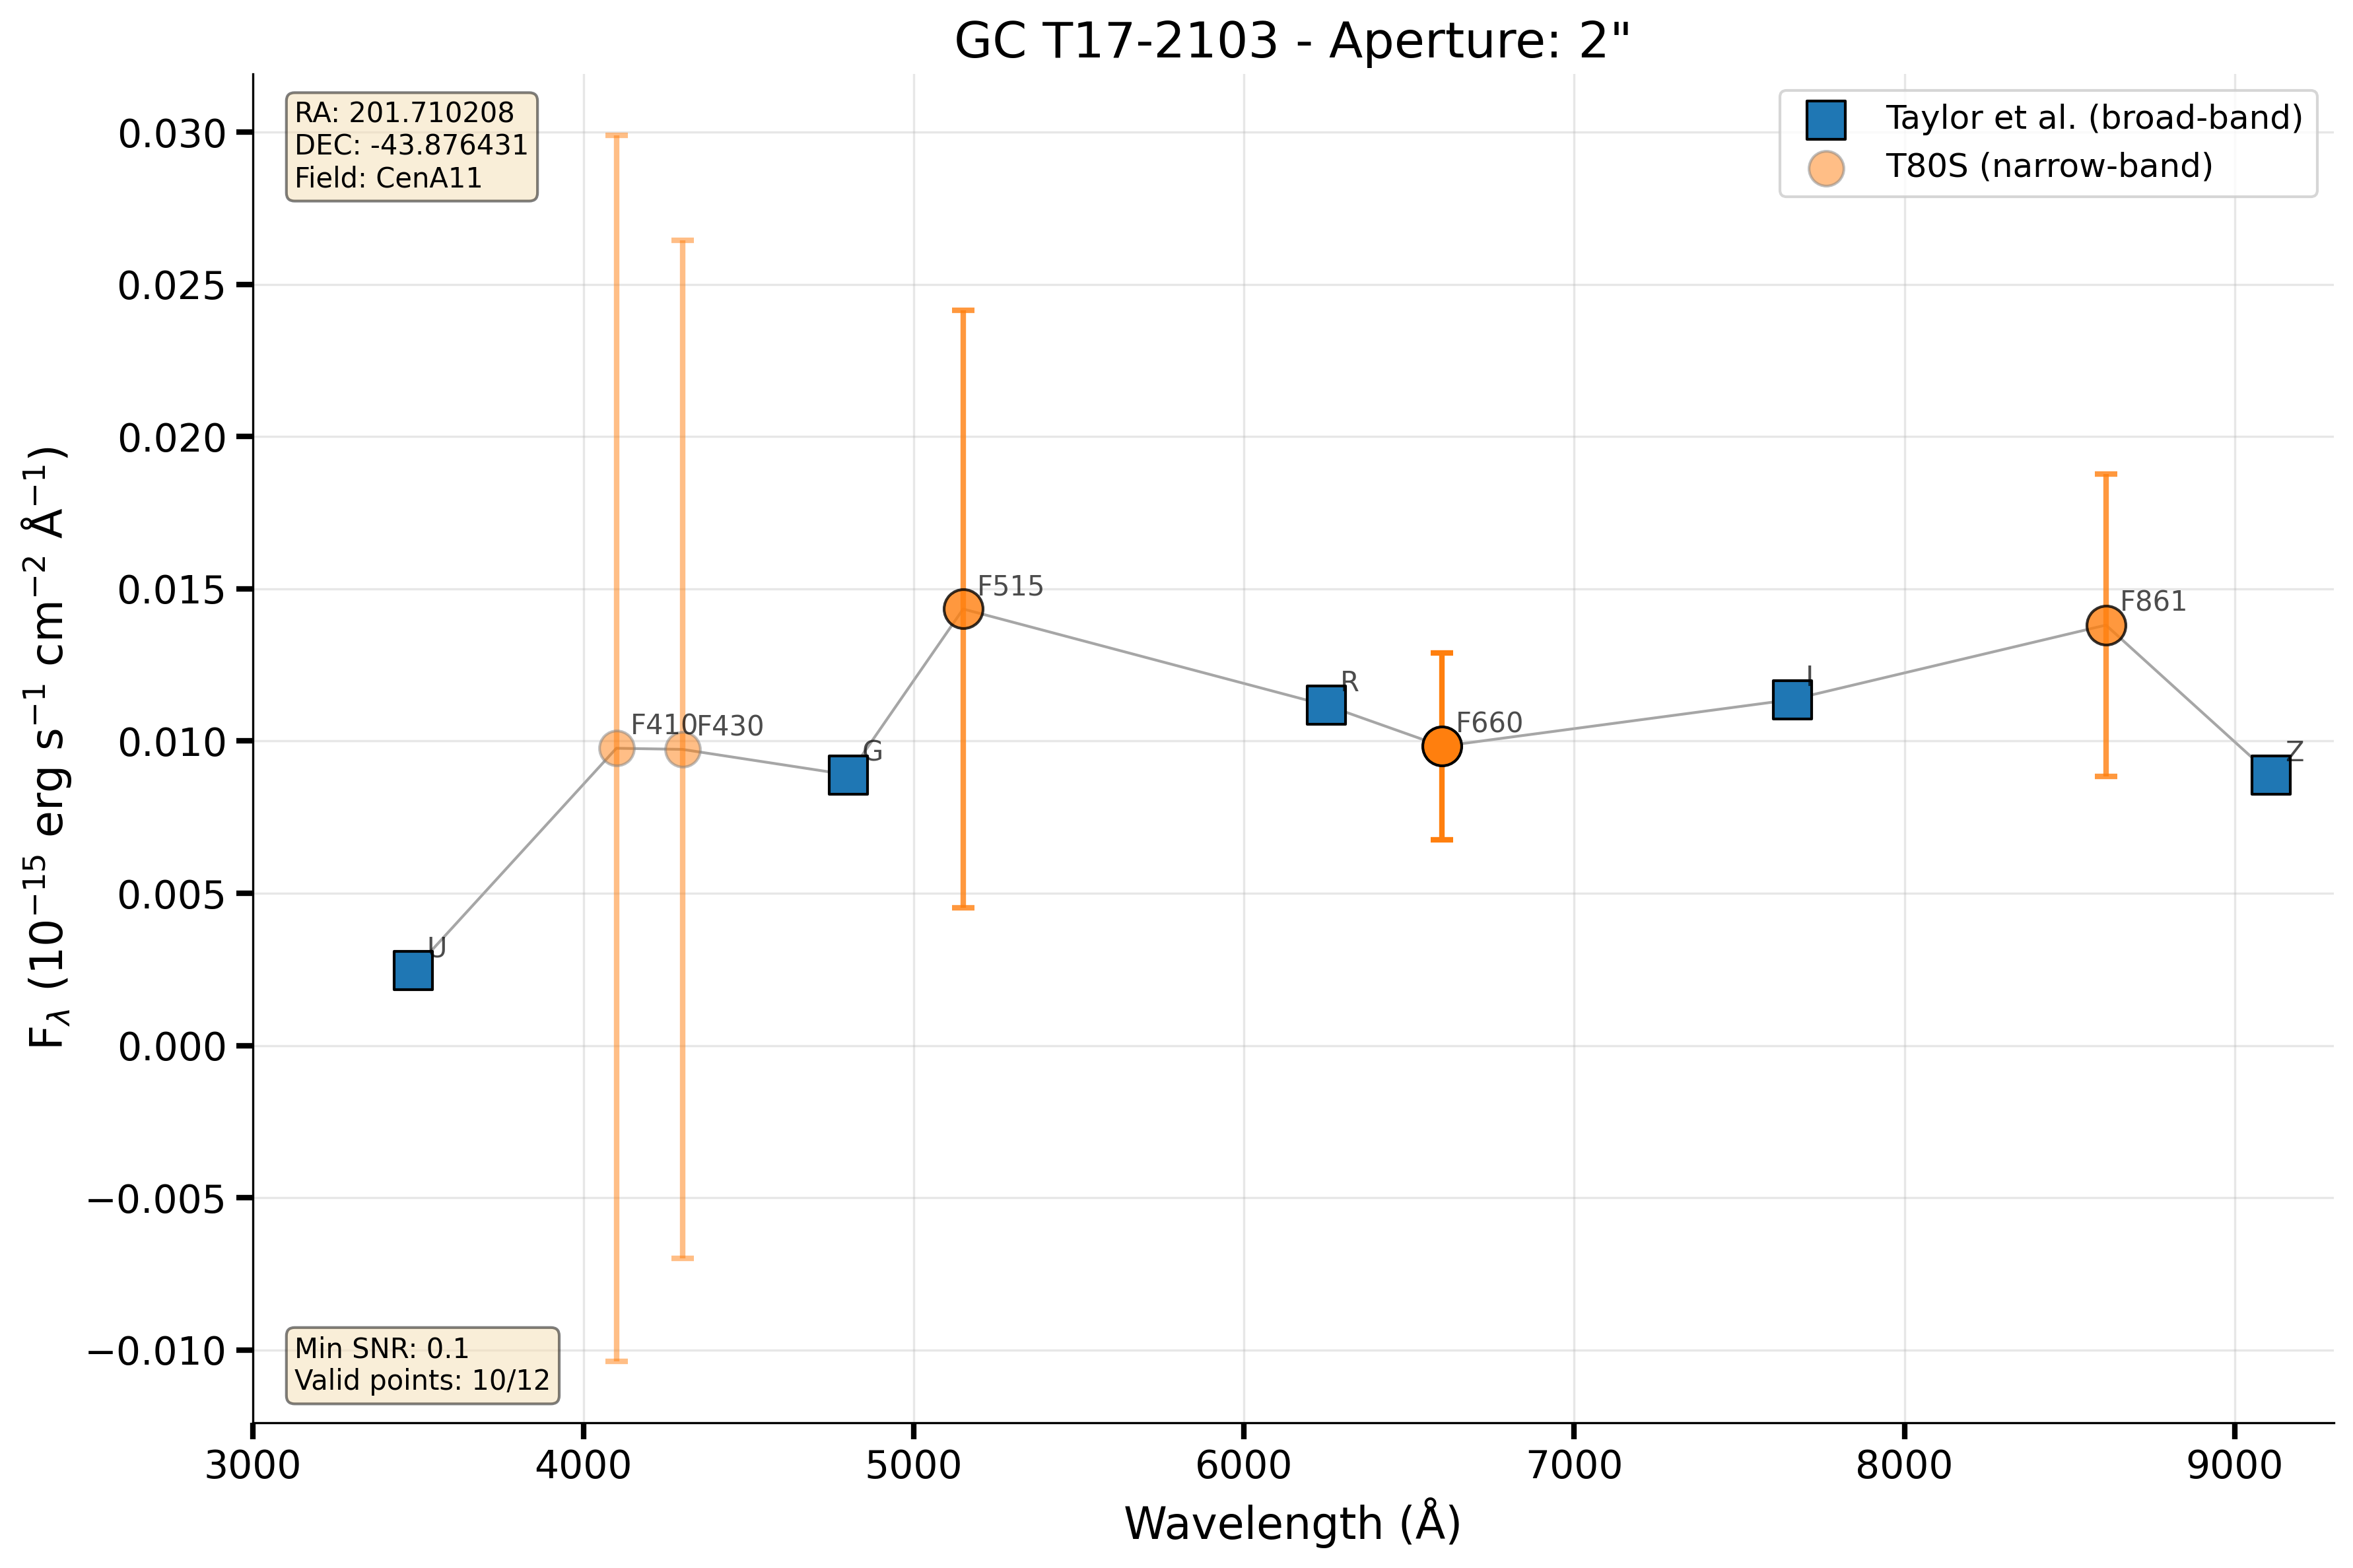 GC T17-2103 - Aperture: 2"
RA: 201.710208
DEC: -43.876431
Field: CenA11
Taylor et al. (broad-band)
T80S (narrow-band)
0.030
0.025
0.020
0.015
0.010
0.005
0.000
−0.005
−0.010
F_λ (10⁻¹⁵ erg s⁻¹ cm⁻² Å⁻¹)
U
F410
F430
G
F515
R
F660
I
F861
Z
Min SNR: 0.1
Valid points: 10/12
3000
4000
5000
6000
7000
8000
9000
Wavelength (Å)